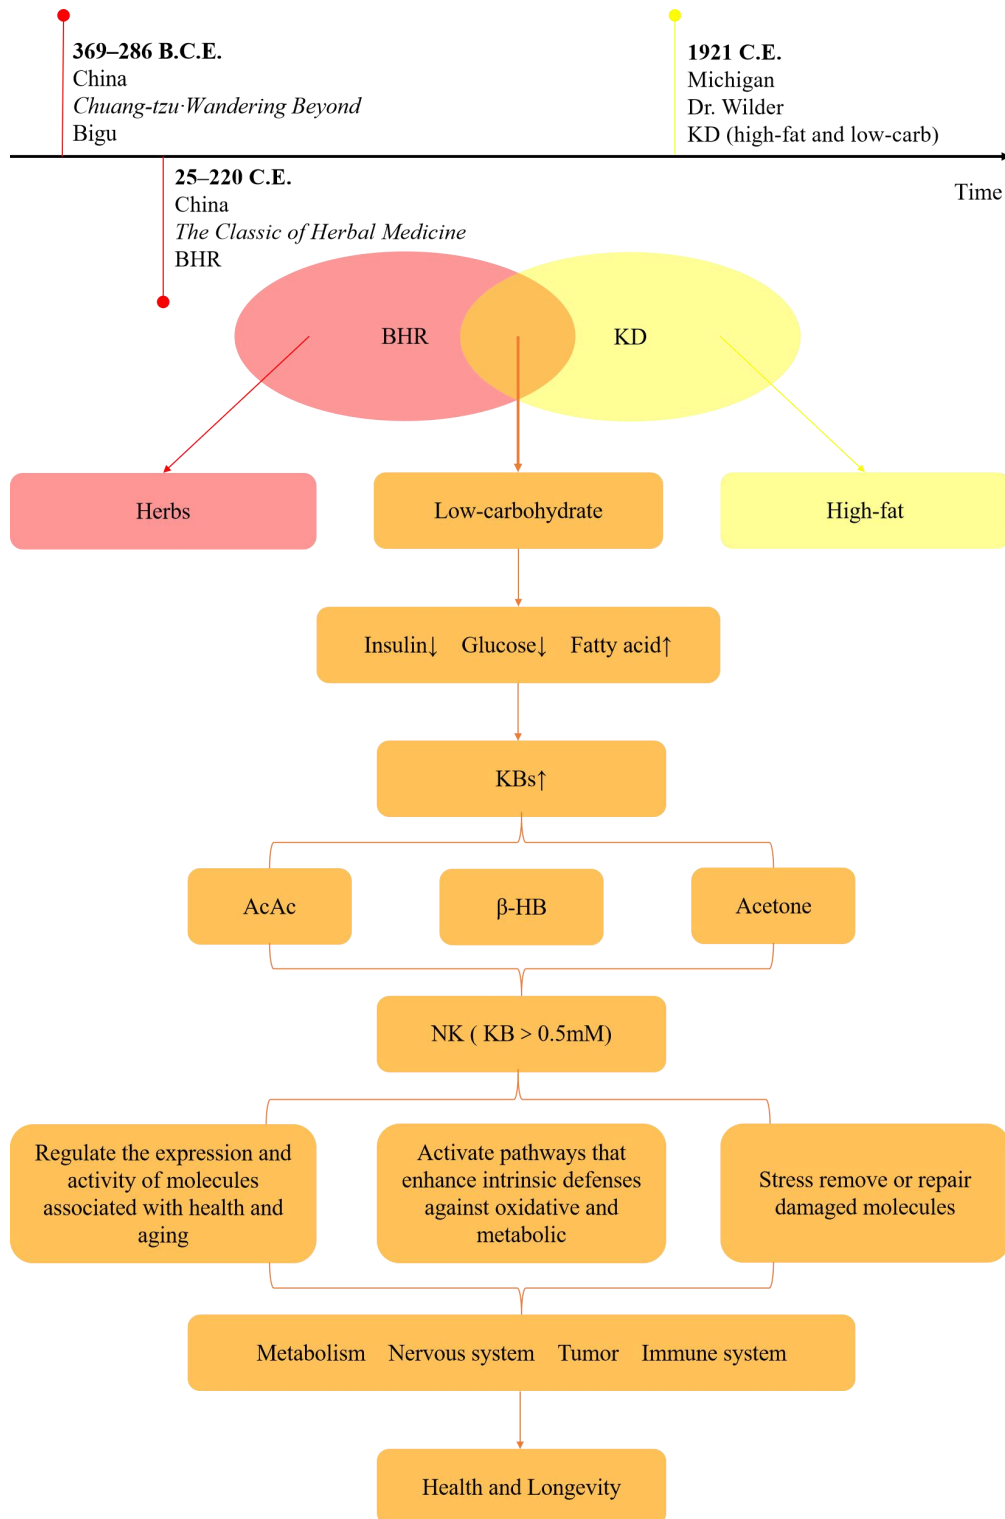 369–286 B.C.E.
China
Chuang-tzu·Wandering Beyond
Bigu
1921 C.E.
Michigan
Dr. Wilder
KD (high-fat and low-carb)
Time
25–220 C.E.
China
The Classic of Herbal Medicine
BHR
BHR
KD
Herbs
Low-carbohydrate
High-fat
Insulin↓ Glucose↓ Fatty acid↑
KBs↑
AcAc
β-HB
Acetone
NK ( KB > 0.5mM)
Regulate the expression and
activity of molecules
associated with health and
aging
Activate pathways that
enhance intrinsic defenses
against oxidative and
metabolic
Stress remove or repair
damaged molecules
Metabolism Nervous system Tumor Immune system
Health and Longevity